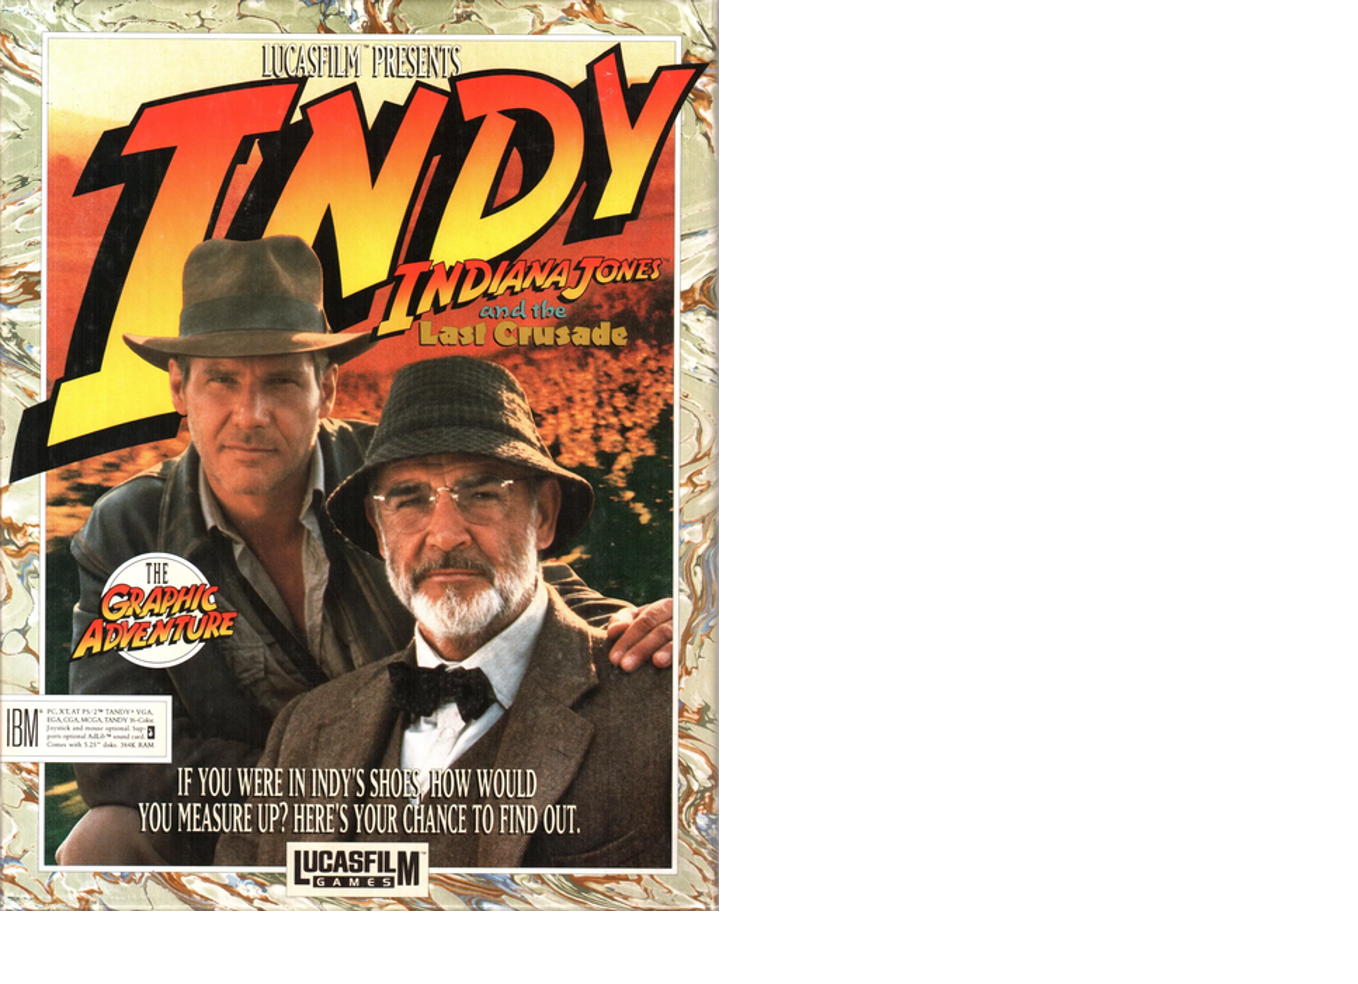 LUCASFILM™ PRESENTS
INDY
INDIANA JONES
and the
Last Crusade
THE
GRAPHIC
ADVENTURE
IBM®
PC, XT, AT PS/2™ TANDY® VGA,
EGA, CGA, MCGA, TANDY 16-Color.
Joystick and mouse optional. Sup-
ports optional AdLib™ sound card.
Comes with 5.25" disks. 384K RAM
IF YOU WERE IN INDY'S SHOES, HOW WOULD
YOU MEASURE UP? HERE'S YOUR CHANCE TO FIND OUT.
LUCASFILM™
GAMES